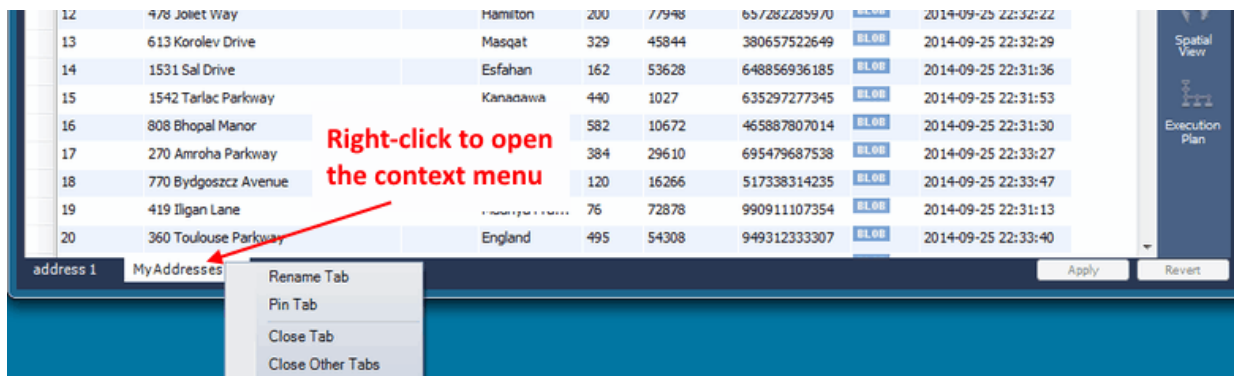 12 478 Joliet Way Hamilton 200 77948 657282285970 BLOB 2014-09-25 22:32:22
13 613 Korolev Drive Masqat 329 45844 380657522649 BLOB 2014-09-25 22:32:29
Spatial
View
14 1531 Sal Drive Esfahan 162 53628 648856936185 BLOB 2014-09-25 22:31:36
15 1542 Tarlac Parkway Kanagawa 440 1027 635297277345 BLOB 2014-09-25 22:31:53
16 808 Bhopal Manor 582 10672 465887807014 BLOB 2014-09-25 22:31:30
Execution
Plan
Right-click to open
the context menu
17 270 Amroha Parkway 384 29610 695479687538 BLOB 2014-09-25 22:33:27
18 770 Bydgoszcz Avenue 120 16266 517338314235 BLOB 2014-09-25 22:33:47
19 419 Iligan Lane 76 72878 990911107354 BLOB 2014-09-25 22:31:13
20 360 Toulouse Parkway England 495 54308 949312333307 BLOB 2014-09-25 22:33:40
address 1 MyAddresses Apply Revert
Rename Tab
Pin Tab
Close Tab
Close Other Tabs